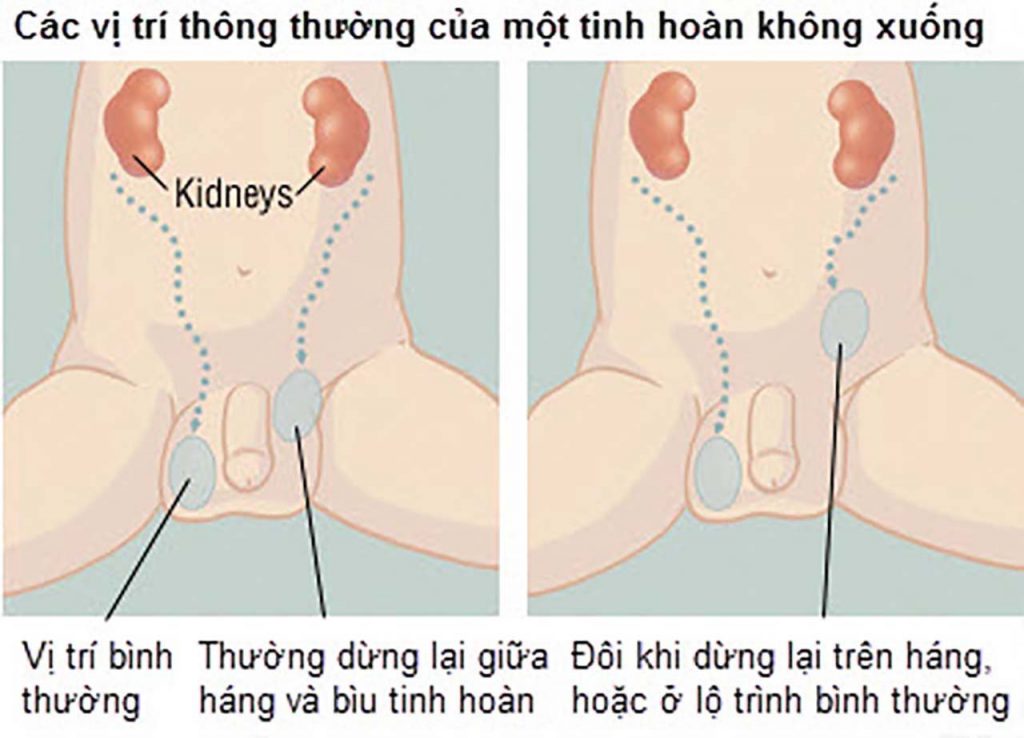 Các vị trí thông thường của một tinh hoàn không xuống
Kidneys
Vị trí bình
thường
Thường dừng lại giữa
háng và bìu tinh hoàn
Đôi khi dừng lại trên háng,
hoặc ở lộ trình bình thường